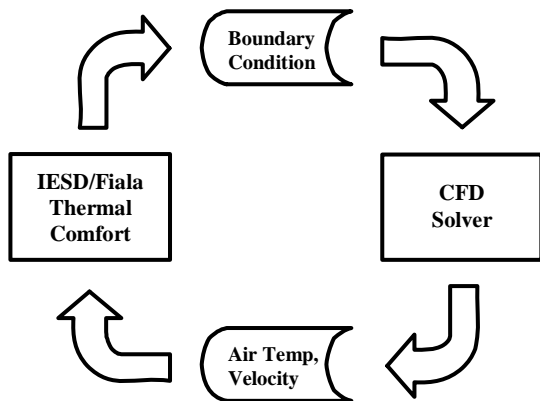 Boundary
Condition
IESD/Fiala
Thermal
Comfort
CFD
Solver
Air Temp,
Velocity